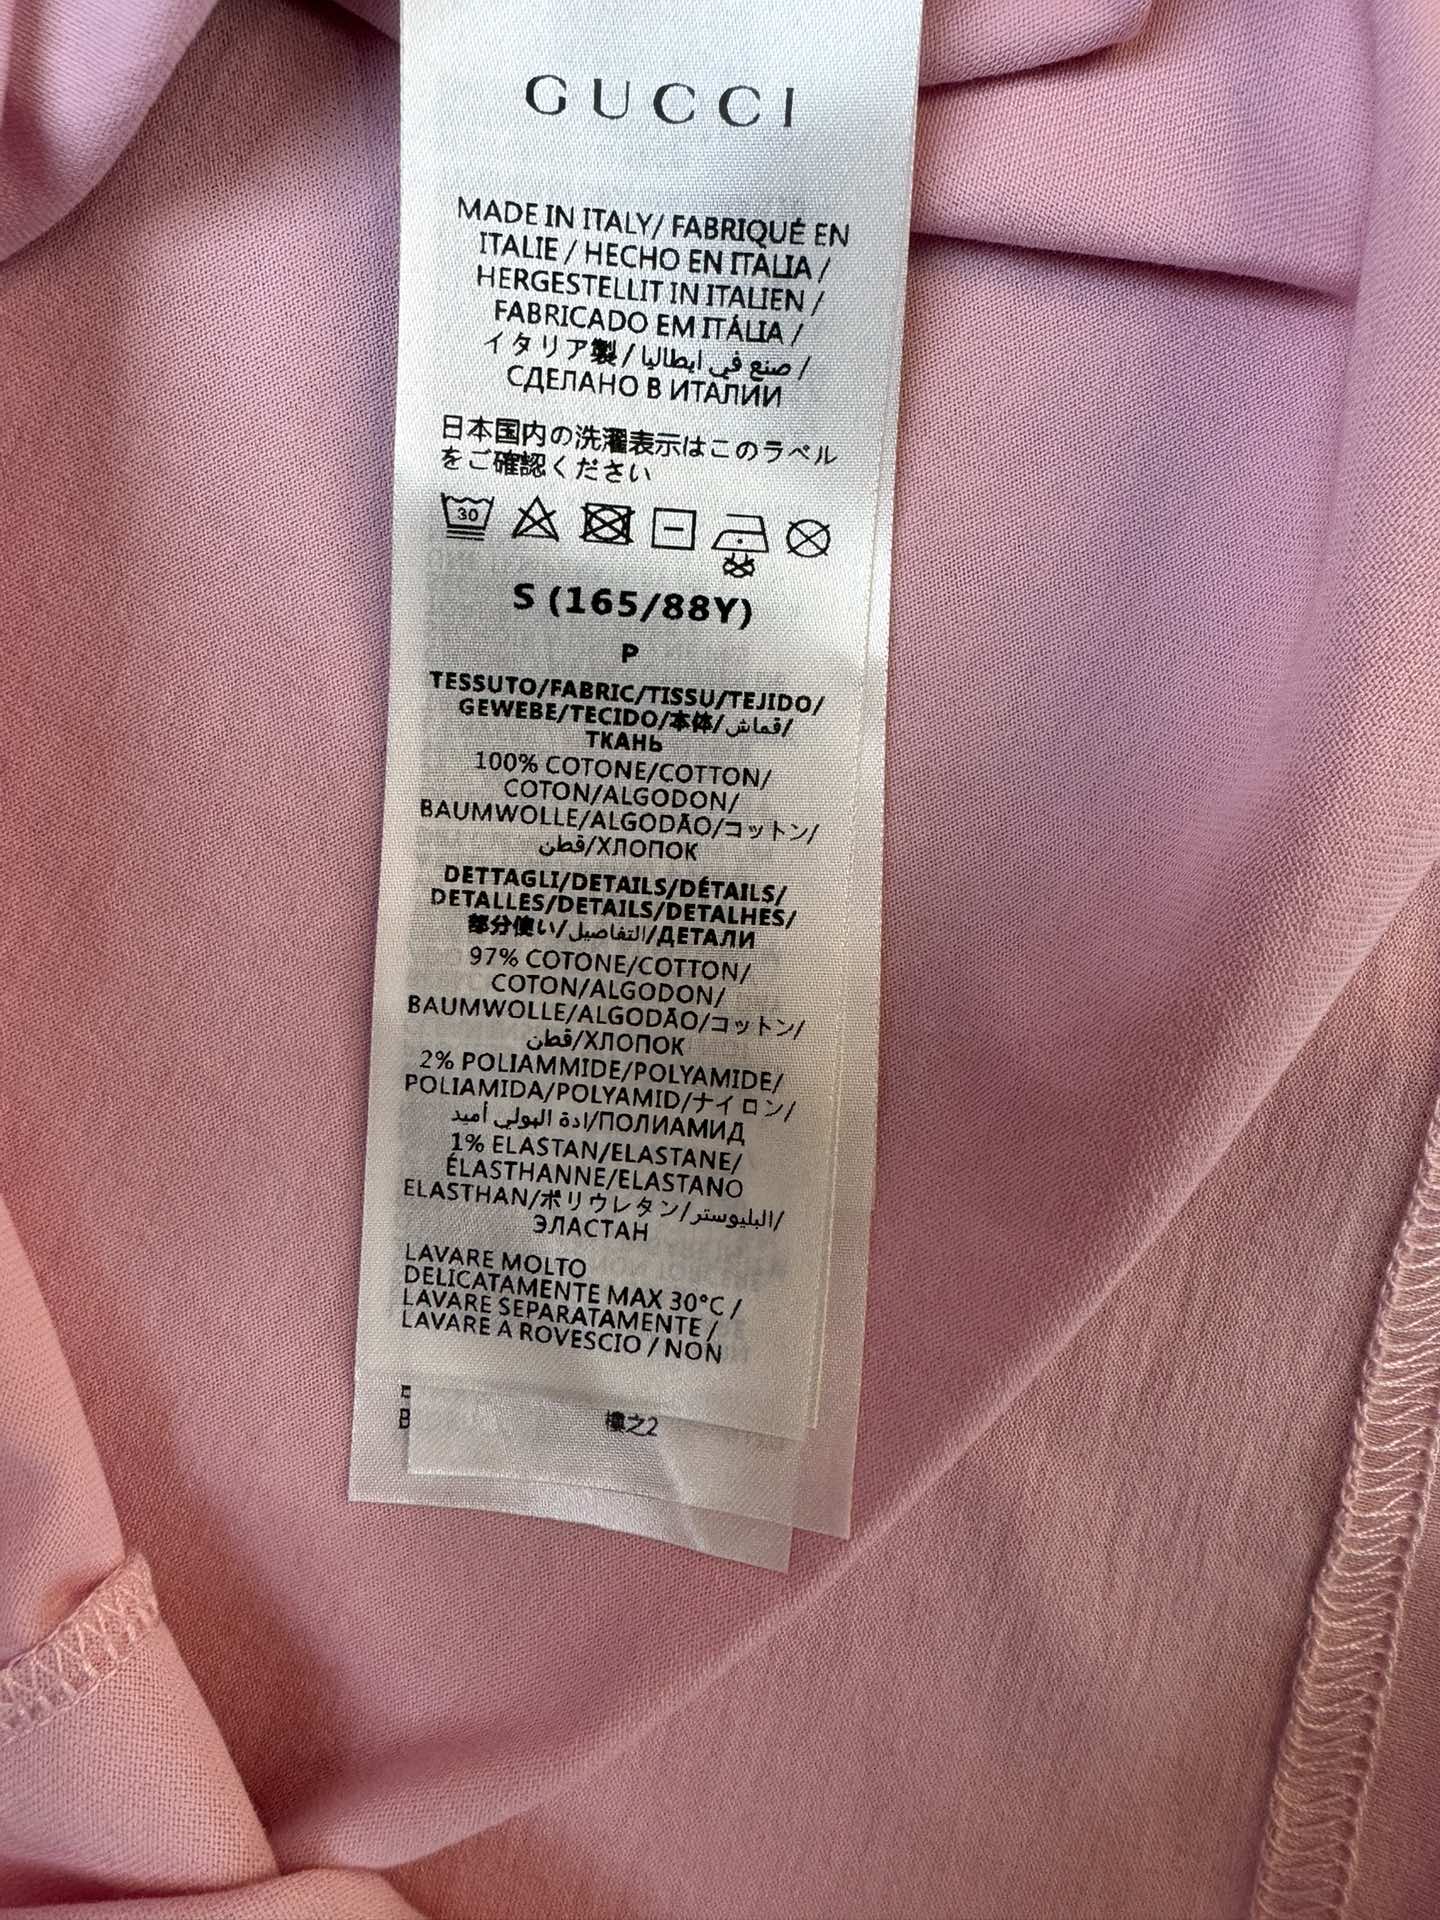 GUCCI
MADE IN ITALY/ FABRIQUÉ EN
ITALIE / HECHO EN ITALIA /
HERGESTELLIT IN ITALIEN /
FABRICADO EM ITÁLIA /
イタリア製 / صنع في ايطاليا /
СДЕЛАНО В ИТАЛИИ
日本国内の洗濯表示はこのラベル
をご確認ください
30
S (165/88Y)
P
TESSUTO/FABRIC/TISSU/TEJIDO/
GEWEBE/TECIDO/本体/قماش/
ТКАНЬ
100% COTONE/COTTON/
COTON/ALGODON/
BAUMWOLLE/ALGODÃO/コットン/
قطن/ХЛОПОК
DETTAGLI/DETAILS/DÉTAILS/
DETALLES/DETAILS/DETALHES/
部分使い/التفاصيل/ДЕТАЛИ
97% COTONE/COTTON/
COTON/ALGODON/
BAUMWOLLE/ALGODÃO/コットン/
قطن/ХЛОПОК
2% POLIAMMIDE/POLYAMIDE/
POLIAMIDA/POLYAMID/ナイロン/
ادة البولي أميد/ПОЛИАМИД
1% ELASTAN/ELASTANE/
ÉLASTHANNE/ELASTANO
ELASTHAN/ポリウレタン/البليوستر/
ЭЛАСТАН
LAVARE MOLTO
DELICATAMENTE MAX 30°C /
LAVARE SEPARATAMENTE /
LAVARE A ROVESCIO / NON
之2